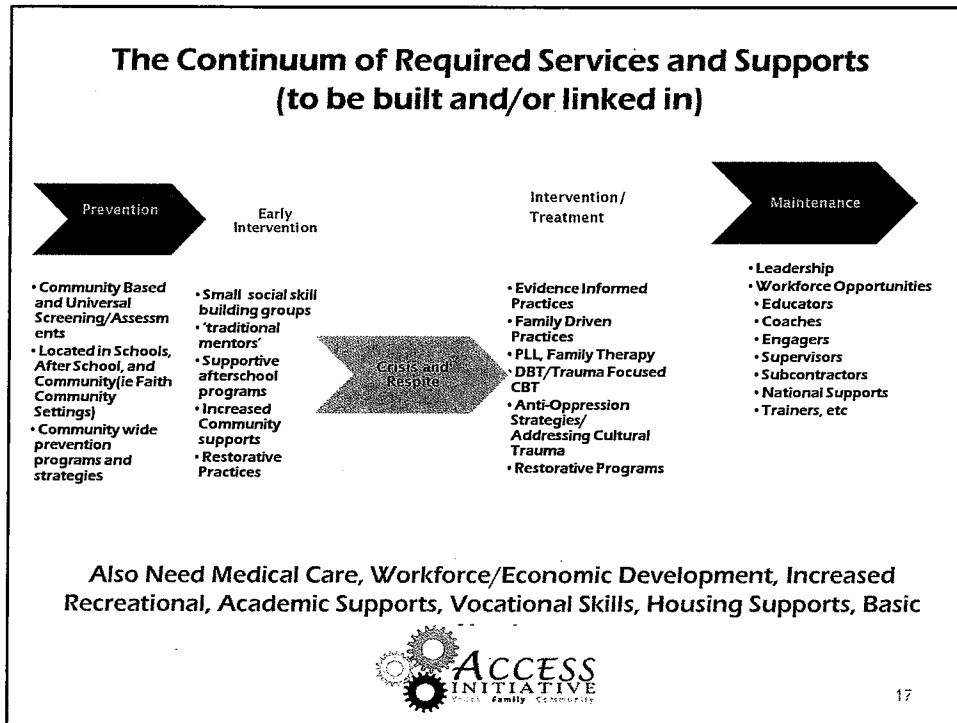 The Continuum of Required Services and Supports
(to be built and/or linked in)
Prevention
• Community Based
and Universal
Screening/Assessm
ents
• Located in Schools,
After School, and
Community(ie Faith
Community
Settings)
• Community wide
prevention
programs and
strategies
Early
Intervention
• Small social skill
building groups
• 'traditional
mentors'
• Supportive
afterschool
programs
• Increased
Community
supports
• Restorative
Practices
Crisis and
Respite
Intervention/
Treatment
• Evidence Informed
Practices
• Family Driven
Practices
• PLL, Family Therapy
• DBT/Trauma Focused
CBT
• Anti-Oppression
Strategies/
Addressing Cultural
Trauma
• Restorative Programs
Maintenance
• Leadership
• Workforce Opportunities
• Educators
• Coaches
• Engagers
• Supervisors
• Subcontractors
• National Supports
• Trainers, etc
Also Need Medical Care, Workforce/Economic Development, Increased
Recreational, Academic Supports, Vocational Skills, Housing Supports, Basic
ACCESS
INITIATIVE
Youth Family Community
17